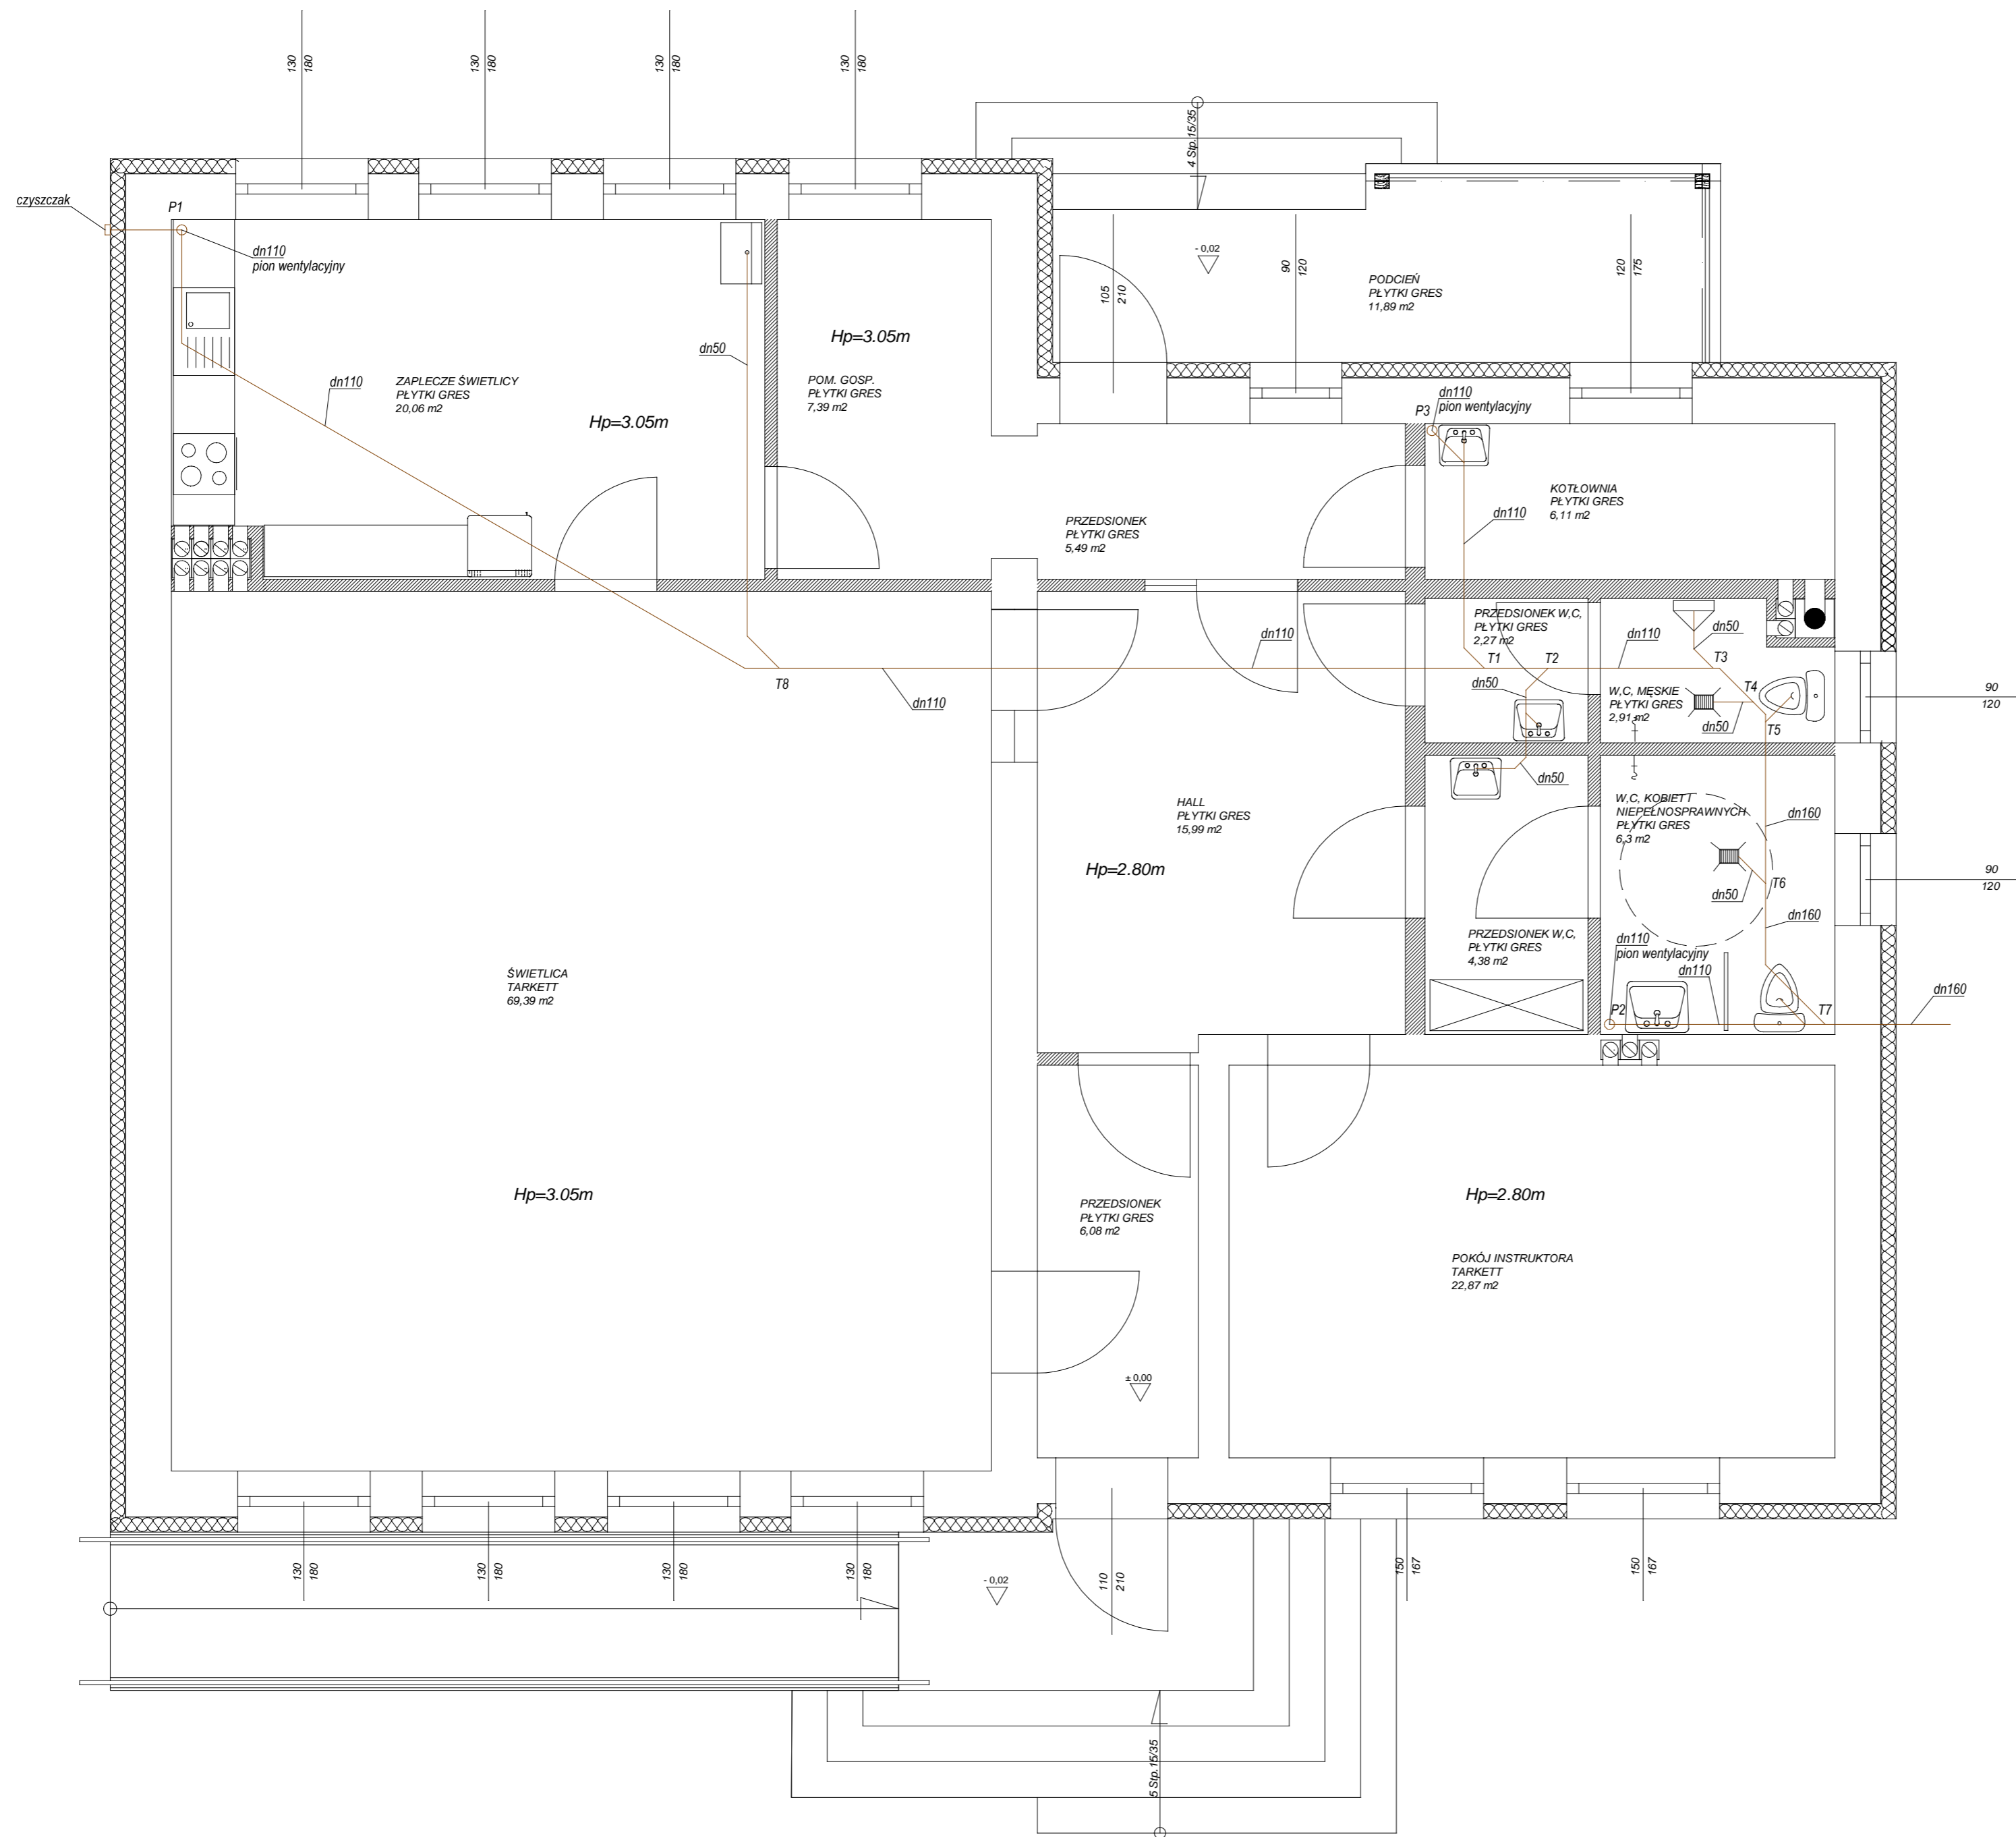 130
180
130
180
130
180
130
180
4 Stp.15/35
czyszczak
P1
dn110
pion wentylacyjny
- 0,02
105
210
90
120
120
175
PODCIEŃ
PŁYTKI GRES
11,89 m2
Hp=3.05m
dn50
dn110
ZAPLECZE ŚWIETLICY
PŁYTKI GRES
20,06 m2
POM. GOSP.
PŁYTKI GRES
7,39 m2
Hp=3.05m
P3
dn110
pion wentylacyjny
KOTŁOWNIA
PŁYTKI GRES
6,11 m2
dn110
PRZEDSIONEK
PŁYTKI GRES
5,49 m2
PRZEDSIONEK W,C,
PŁYTKI GRES
2,27 m2
dn110
dn110
dn50
T1
T2
T3
T8
dn110
dn50
W,C, MĘSKIE
PŁYTKI GRES
2,91 m2
T4
dn50
T5
90
120
dn50
HALL
PŁYTKI GRES
15,99 m2
W,C, KOBIET I
NIEPEŁNOSPRAWNYCH
PŁYTKI GRES
6,3 m2
dn160
Hp=2.80m
T6
dn50
90
120
dn160
PRZEDSIONEK W,C,
PŁYTKI GRES
4,38 m2
dn110
pion wentylacyjny
dn110
dn160
P2
T7
ŚWIETLICA
TARKETT
69,39 m2
Hp=3.05m
PRZEDSIONEK
PŁYTKI GRES
6,08 m2
Hp=2.80m
POKÓJ INSTRUKTORA
TARKETT
22,87 m2
± 0,00
130
180
130
180
130
180
130
180
- 0,02
110
210
150
167
150
167
5 Stp.15/35